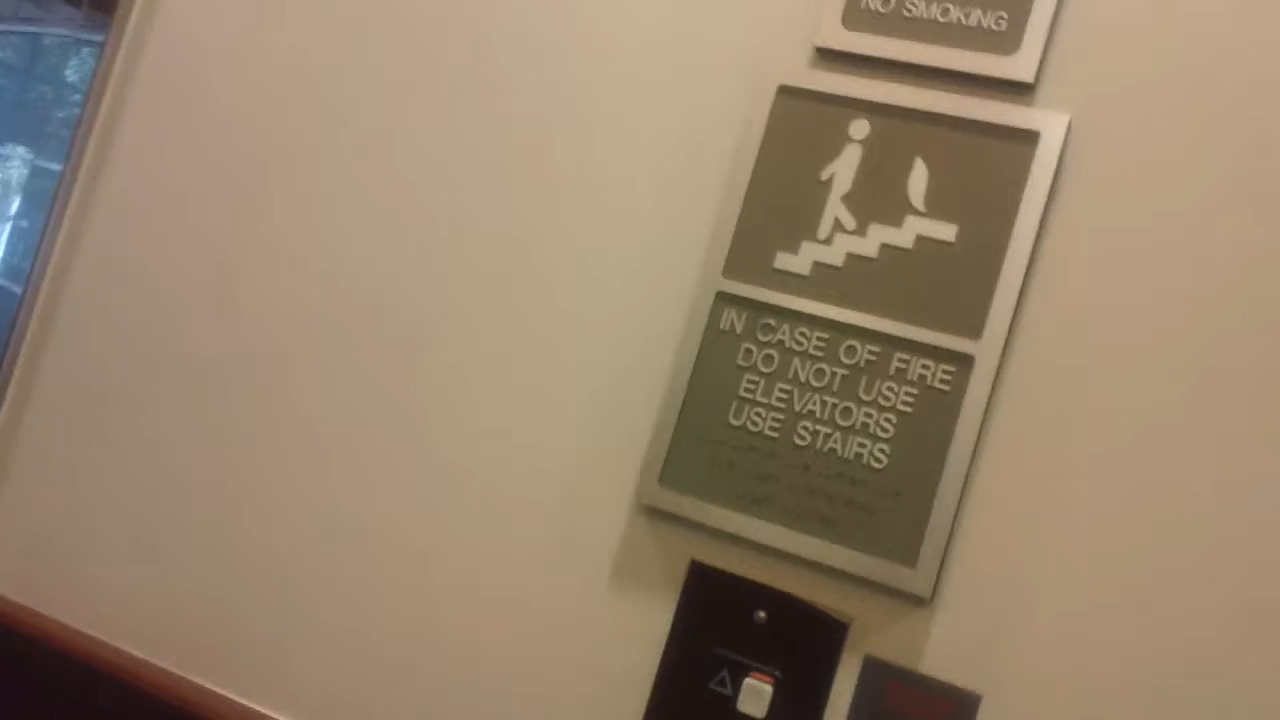 NO SMOKING
IN CASE OF FIRE
DO NOT USE
ELEVATORS
USE STAIRS